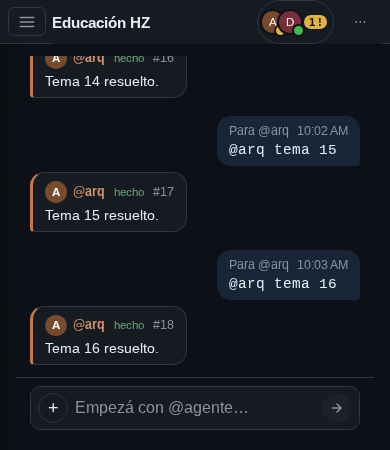 Educación HZ
A D 1 ! ...
A @arq hecho #16
Tema 14 resuelto.
Para @arq 10:02 AM
@arq tema 15
A @arq hecho #17
Tema 15 resuelto.
Para @arq 10:03 AM
@arq tema 16
A @arq hecho #18
Tema 16 resuelto.
+ Empezá con @agente…